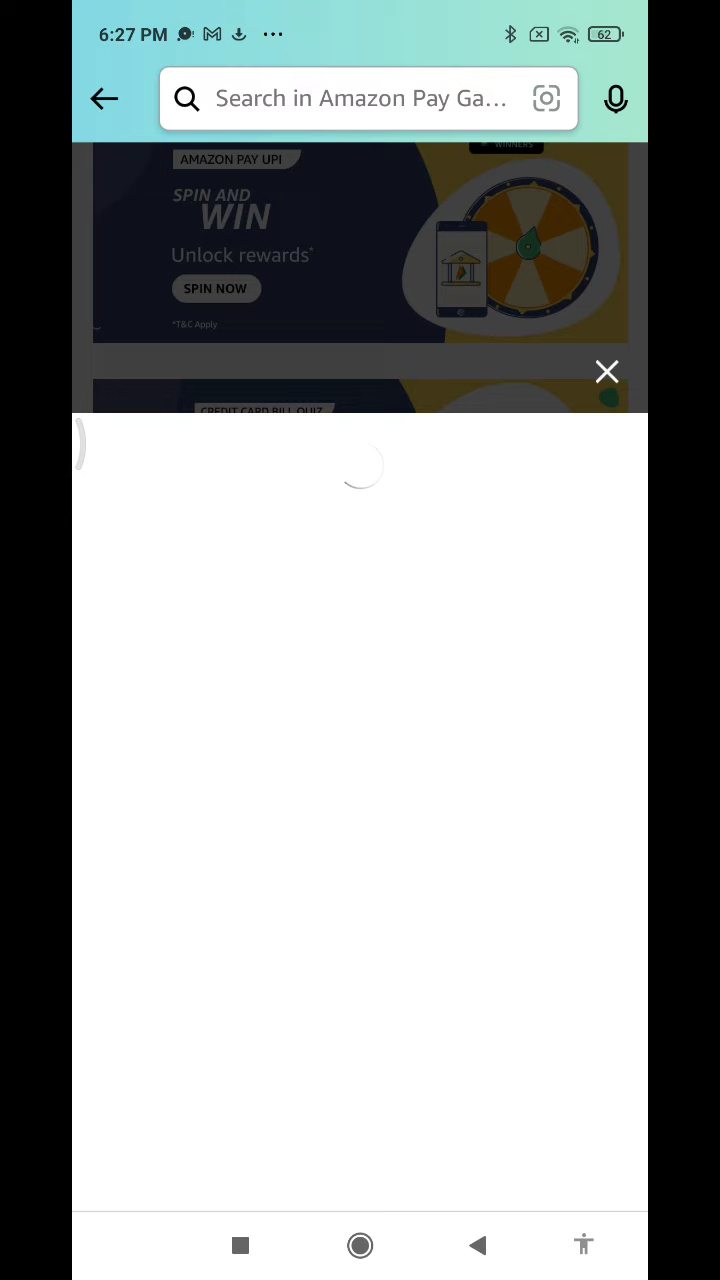 6:27 PM
62
Search in Amazon Pay Ga...
WINNERS
AMAZON PAY UPI
SPIN AND
WIN
Unlock rewards*
SPIN NOW
*T&C Apply
CREDIT CARD BILL QUIZ